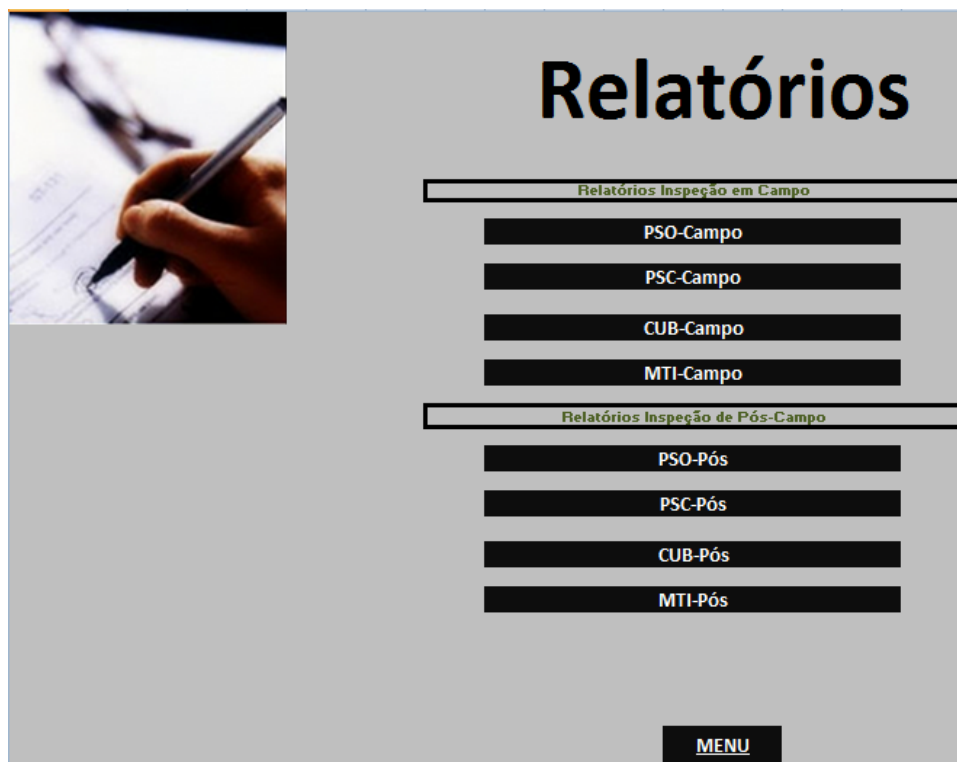 Relatórios
Relatórios Inspeção em Campo
PSO-Campo
PSC-Campo
CUB-Campo
MTI-Campo
Relatórios Inspeção de Pós-Campo
PSO-Pós
PSC-Pós
CUB-Pós
MTI-Pós
MENU